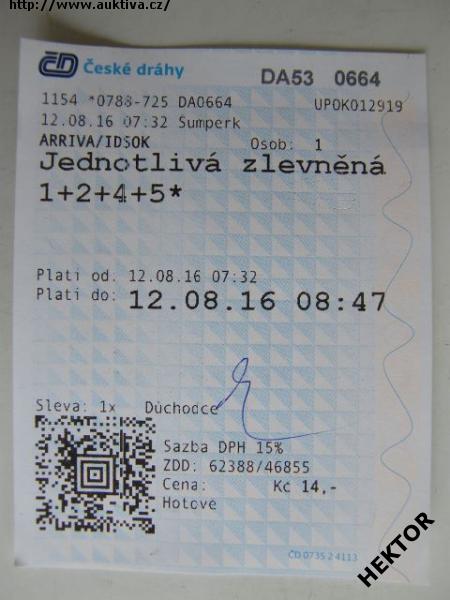 http://www.auktiva.cz/
ČD České dráhy
DA53 0664
1154 *0788-725 DA0664 UPOK012919
12.08.16 07:32 Sumperk
ARRIVA/IDSOK Osob: 1
Jednotlivá zlevněná
1+2+4+5*
Platí od: 12.08.16 07:32
Platí do: 12.08.16 08:47
Sleva: 1x Důchodce
Sazba DPH 15%
ZDD: 62388/46855
Cena: Kč 14,-
Hotově
ČD 0735 2 4113
HEKTOR